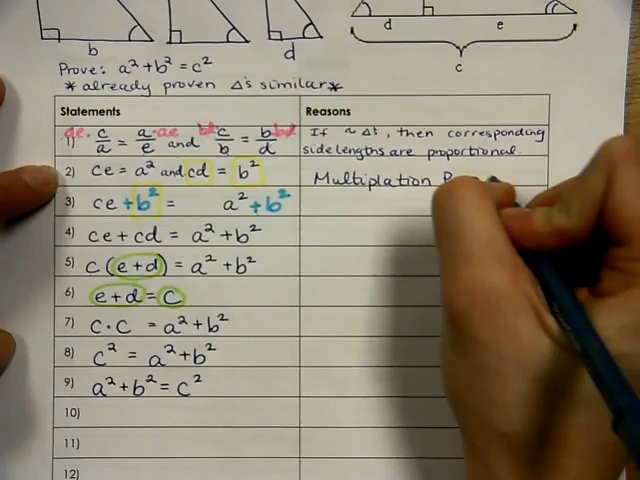 b
d
d e
c
Prove: a² + b² = c²
*already proven Δ's similar*
Statements Reasons
1) ae · c/a = a/e · ae and bd · c/b = b/d · bd If ~ Δ's, then corresponding
side lengths are proportional.
2) ce = a² and cd = b² Multiplation P
3) ce + b² = a² + b²
4) ce + cd = a² + b²
5) c (e + d) = a² + b²
6) e + d = c
7) c · c = a² + b²
8) c² = a² + b²
9) a² + b² = c²
10)
11)
12)